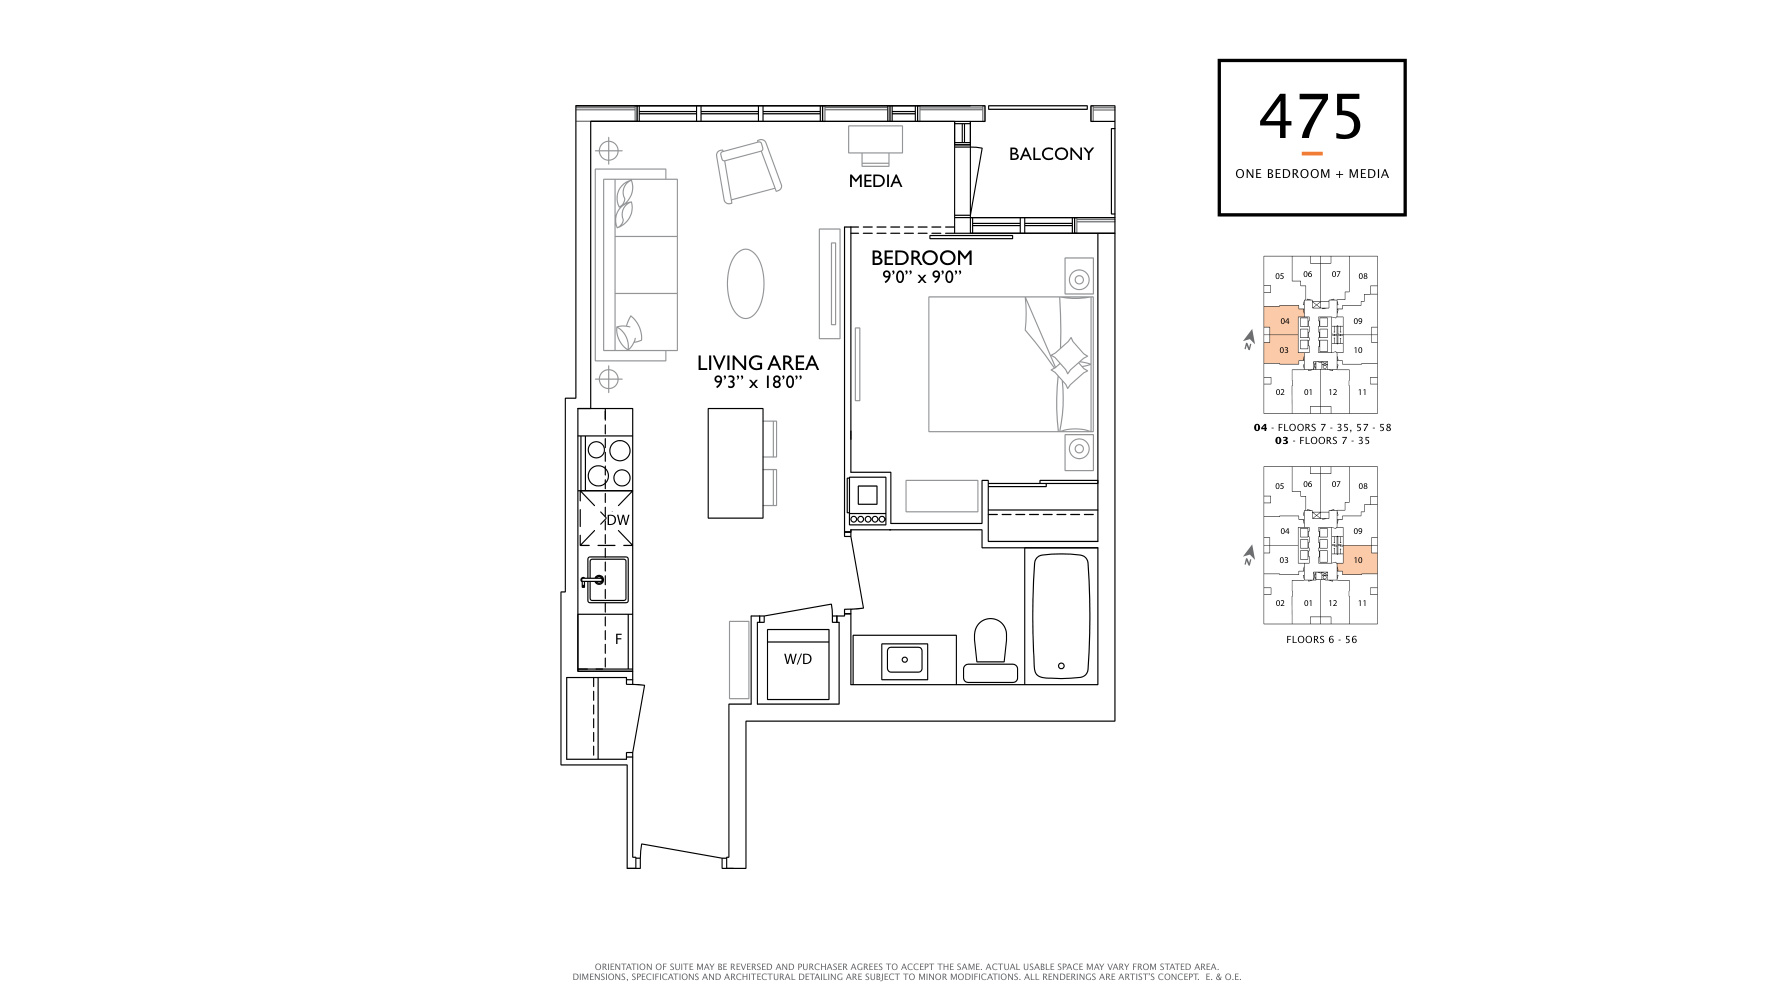 BALCONY
MEDIA
BEDROOM
9'0" x 9'0"
LIVING AREA
9'3" x 18'0"
DW
F
W/D
475
ONE BEDROOM + MEDIA
05 06 07 08
04 09
03 10
02 01 12 11
N
04 - FLOORS 7 - 35, 57 - 58
03 - FLOORS 7 - 35
05 06 07 08
04 09
03 10
02 01 12 11
N
FLOORS 6 - 56
ORIENTATION OF SUITE MAY BE REVERSED AND PURCHASER AGREES TO ACCEPT THE SAME. ACTUAL USABLE SPACE MAY VARY FROM STATED AREA.
DIMENSIONS, SPECIFICATIONS AND ARCHITECTURAL DETAILING ARE SUBJECT TO MINOR MODIFICATIONS. ALL RENDERINGS ARE ARTIST'S CONCEPT. E. & O.E.